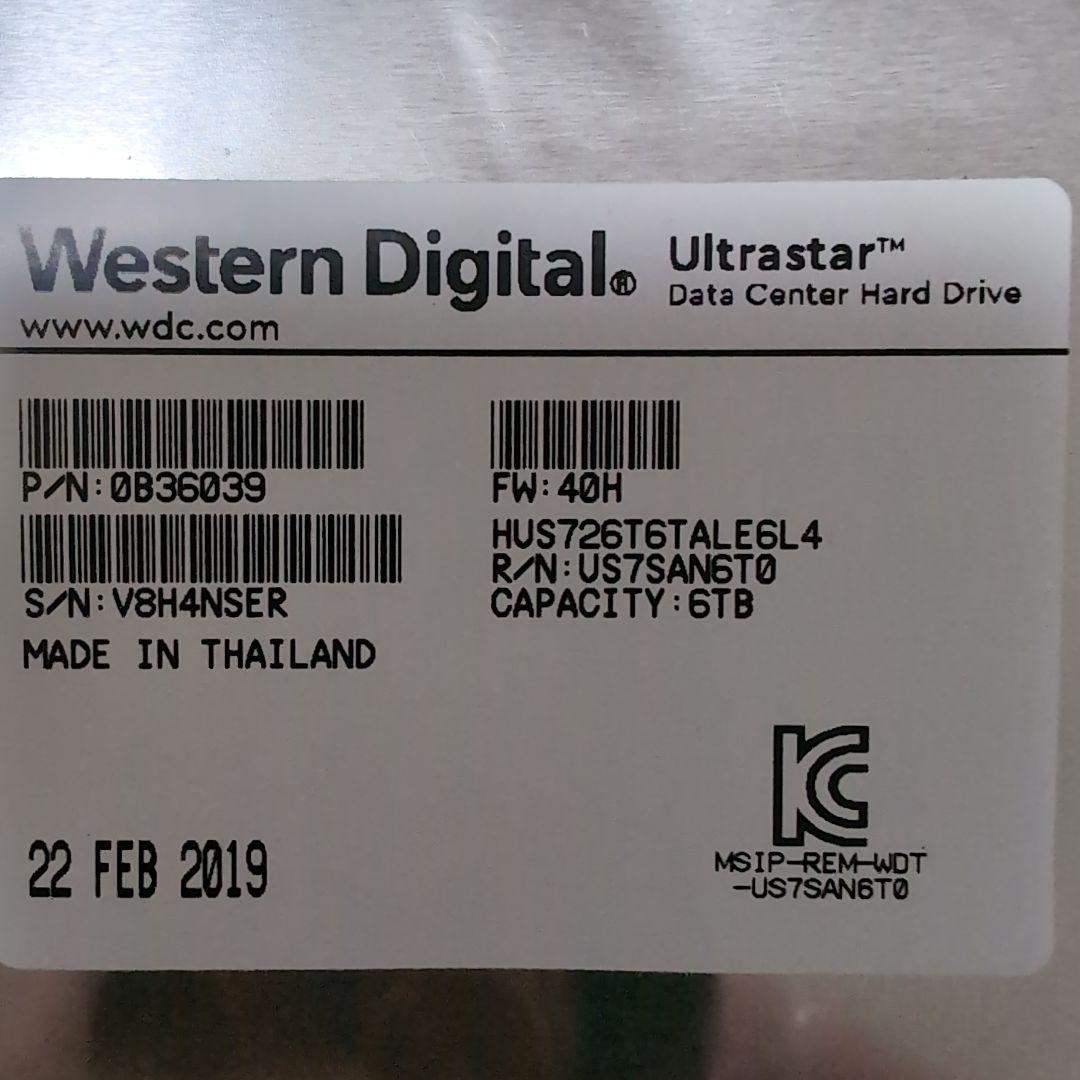 Western Digital®
Ultrastar™
Data Center Hard Drive
www.wdc.com
P/N:0B36039
S/N:V8H4NSER
MADE IN THAILAND
FW:40H
HUS726T6TALE6L4
R/N:US7SAN6T0
CAPACITY:6TB
22 FEB 2019
KC
MSIP-REM-WDT
-US7SAN6T0